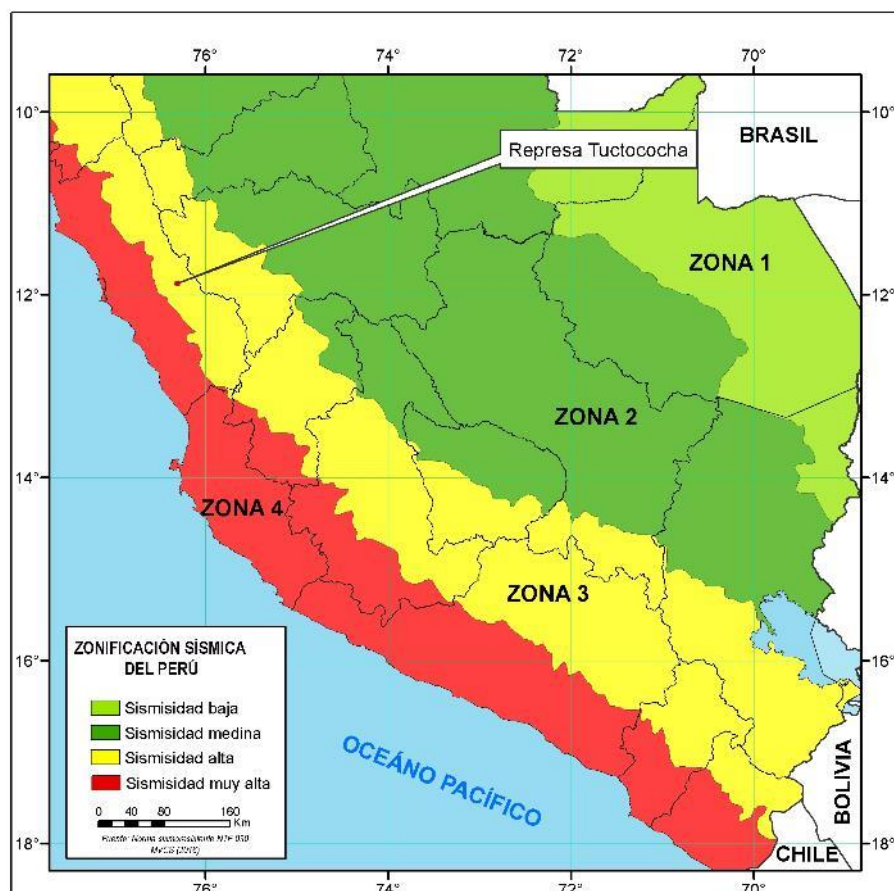 76° 74° 72° 70°
10°
BRASIL
Represa Tuctococha
ZONA 1
12°
ZONA 2
14°
ZONA 4
ZONA 3
ZONIFICACIÓN SÍSMICA
DEL PERÚ
Sismisidad baja
Sismisidad medina
Sismisidad alta
Sismisidad muy alta
0 40 80 160
Km
Fuente: Norma
16°
OCEÁNO PACÍFICO
BOLIVIA
18°
CHILE
76° 74° 72° 70°
10°
12°
14°
16°
18°